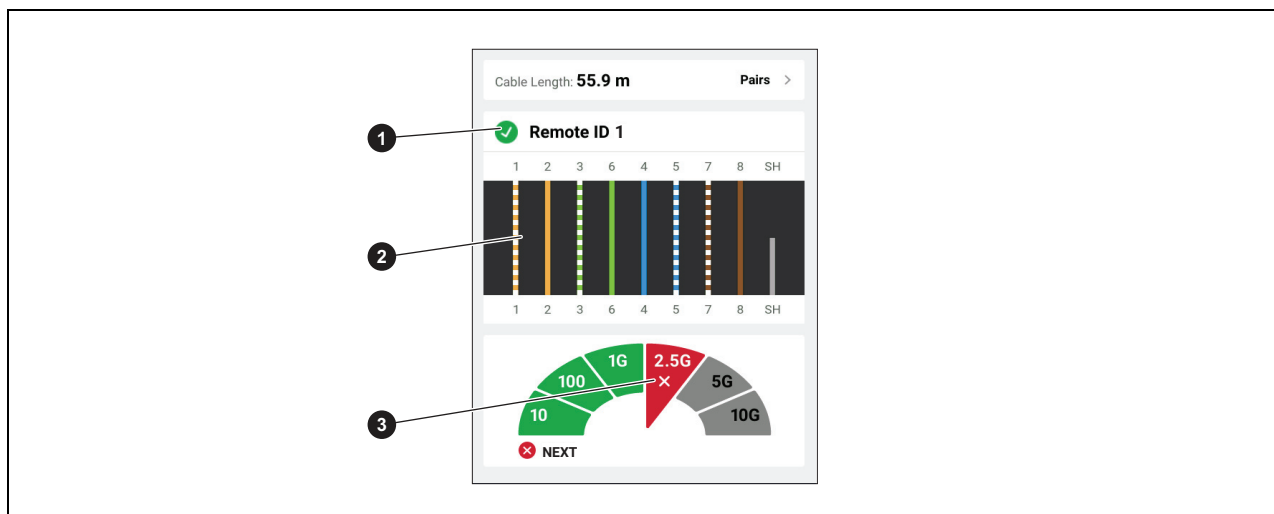 Cable Length: 55.9 m Pairs >
1 Remote ID 1
1 2 3 6 4 5 7 8 SH
2
1 2 3 6 4 5 7 8 SH
1G 2.5G
100 5G
10 10G
3
NEXT